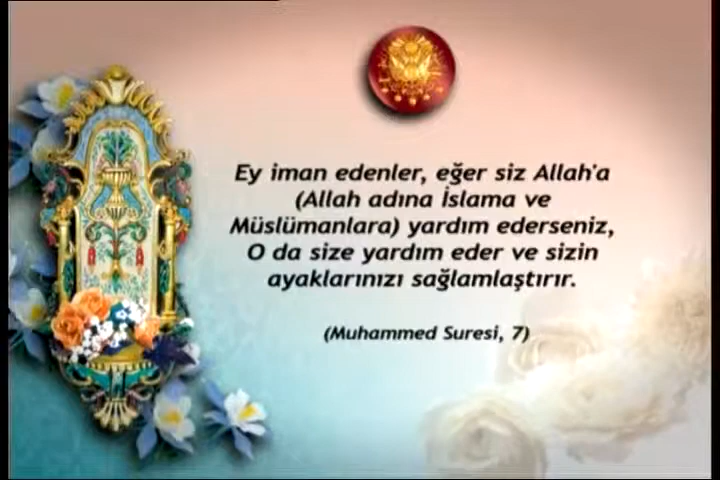 Ey iman edenler, eğer siz Allah'a
(Allah adına İslama ve
Müslümanlara) yardım ederseniz,
O da size yardım eder ve sizin
ayaklarınızı sağlamlaştırır.
(Muhammed Suresi, 7)